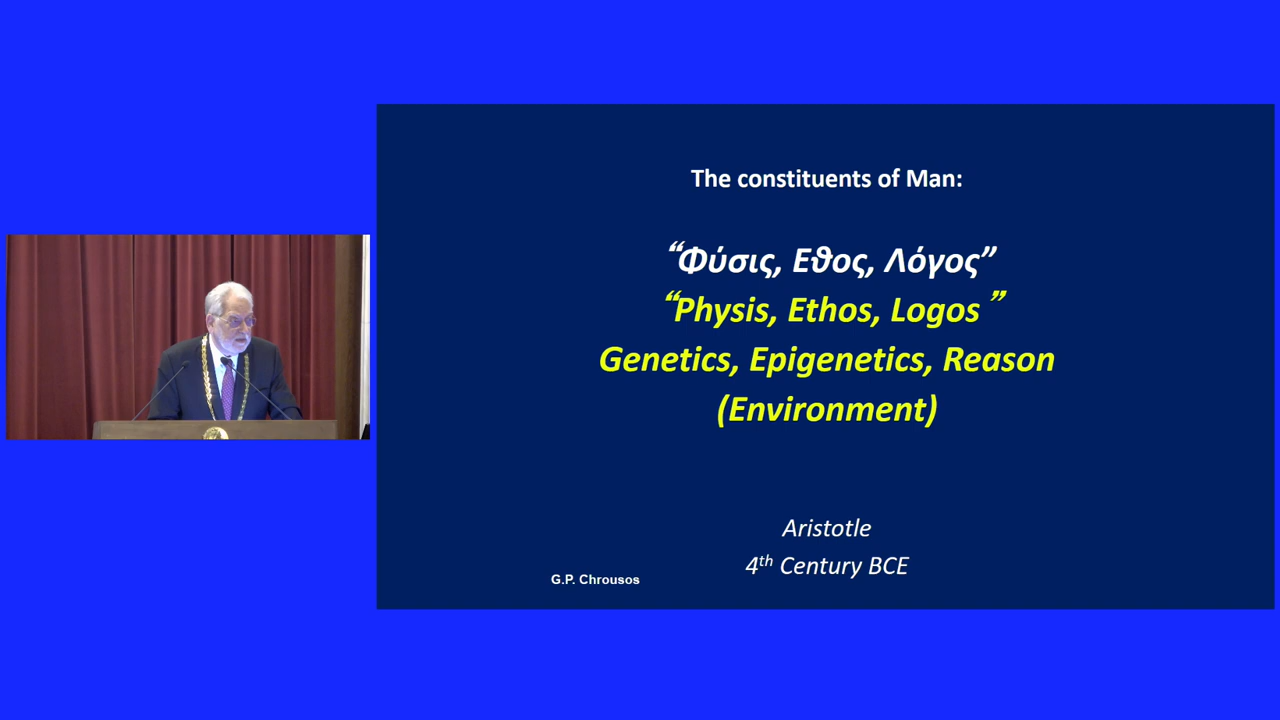 The constituents of Man:
“Φύσις, Εθος, Λόγος”
“Physis, Ethos, Logos ”
Genetics, Epigenetics, Reason
(Environment)
Aristotle
4th Century BCE
G.P. Chrousos